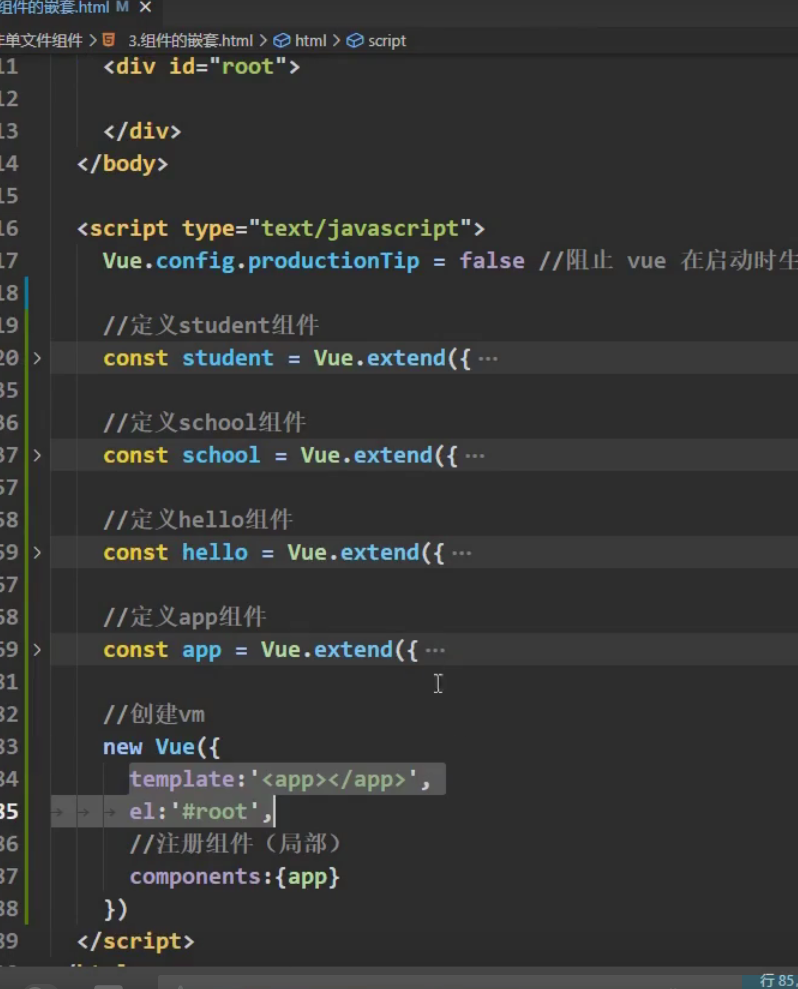 组件的嵌套.html M ×
单文件组件 > 3.组件的嵌套.html > html > script
11 <div id="root">
12
13 </div>
14 </body>
15
16 <script type="text/javascript">
17 Vue.config.productionTip = false //阻止 vue 在启动时生
18
19 //定义student组件
20 > const student = Vue.extend({ ···
35
36 //定义school组件
37 > const school = Vue.extend({ ···
57
58 //定义hello组件
59 > const hello = Vue.extend({ ···
67
68 //定义app组件
69 > const app = Vue.extend({ ···
81
82 //创建vm
83 new Vue({
84 template:'<app></app>',
85 el:'#root',
86 //注册组件（局部）
87 components:{app}
88 })
89 </script>
行 85,